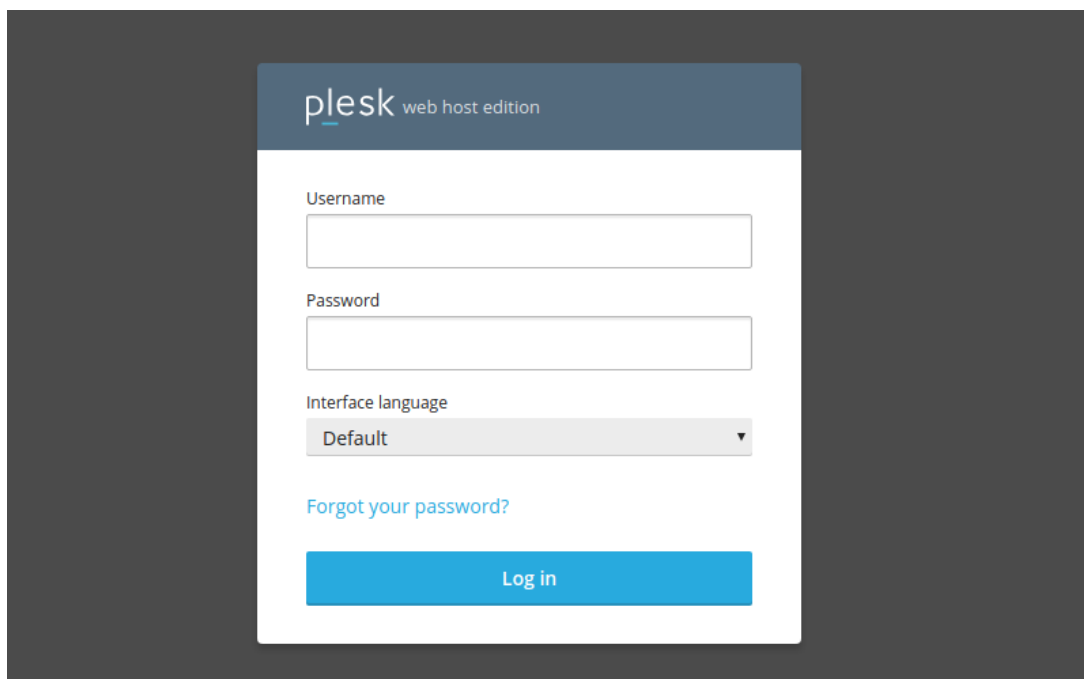 plesk web host edition
Username
Password
Interface language
Default
Forgot your password?
Log in